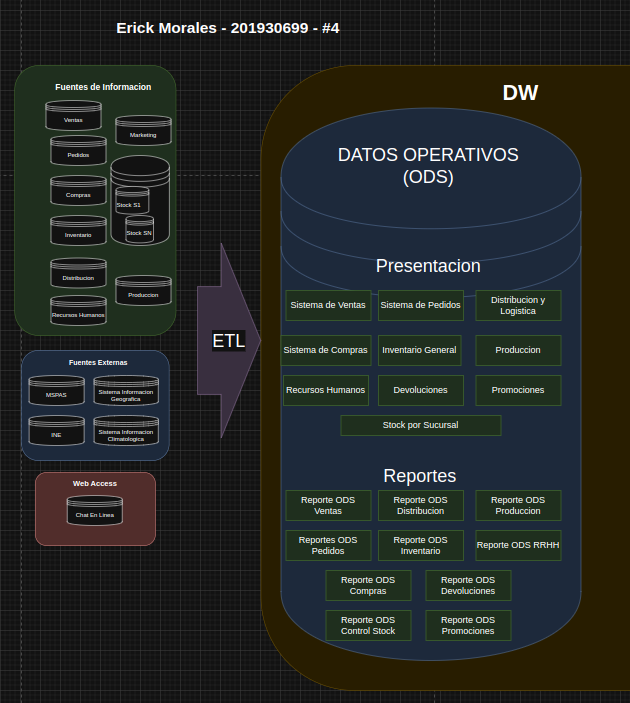 Erick Morales - 201930699 - #4
Fuentes de Informacion
Ventas
Marketing
Pedidos
Compras
Stock S1
Inventario
Stock SN
Distribucion
Produccion
Recursos Humanos
Fuentes Externas
MSPAS
Sistema Informacion
Geografica
INE
Sistema Informacion
Climatologica
Web Access
Chat En Linea
ETL
DW
DATOS OPERATIVOS
(ODS)
Presentacion
Sistema de Ventas
Sistema de Pedidos
Distribucion y
Logistica
Sistema de Compras
Inventario General
Produccion
Recursos Humanos
Devoluciones
Promociones
Stock por Sucursal
Reportes
Reporte ODS
Ventas
Reporte ODS
Distribucion
Reporte ODS
Produccion
Reportes ODS
Pedidos
Reporte ODS
Inventario
Reporte ODS RRHH
Reporte ODS
Compras
Reporte ODS
Devoluciones
Reporte ODS
Control Stock
Reporte ODS
Promociones